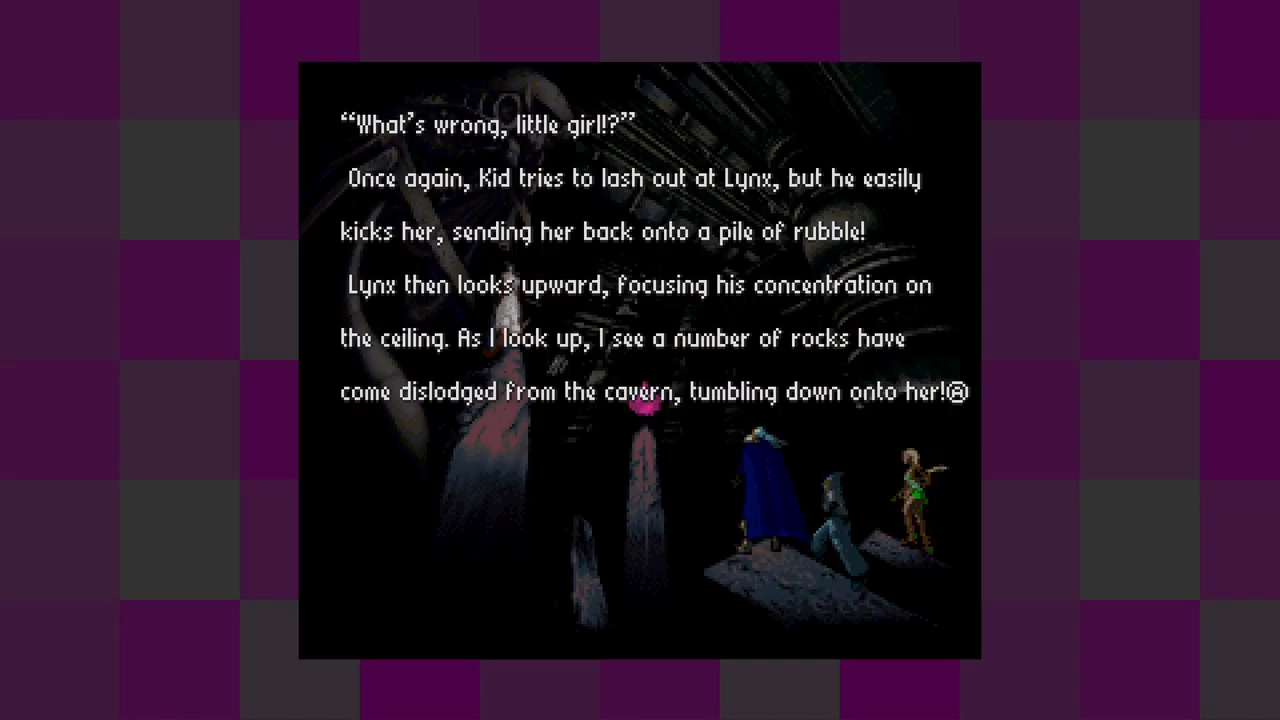 “What’s wrong, little girl!?”
Once again, Kid tries to lash out at Lynx, but he easily
kicks her, sending her back onto a pile of rubble!
Lynx then looks upward, focusing his concentration on
the ceiling. As I look up, I see a number of rocks have
come dislodged from the cavern, tumbling down onto her!Ⓐ